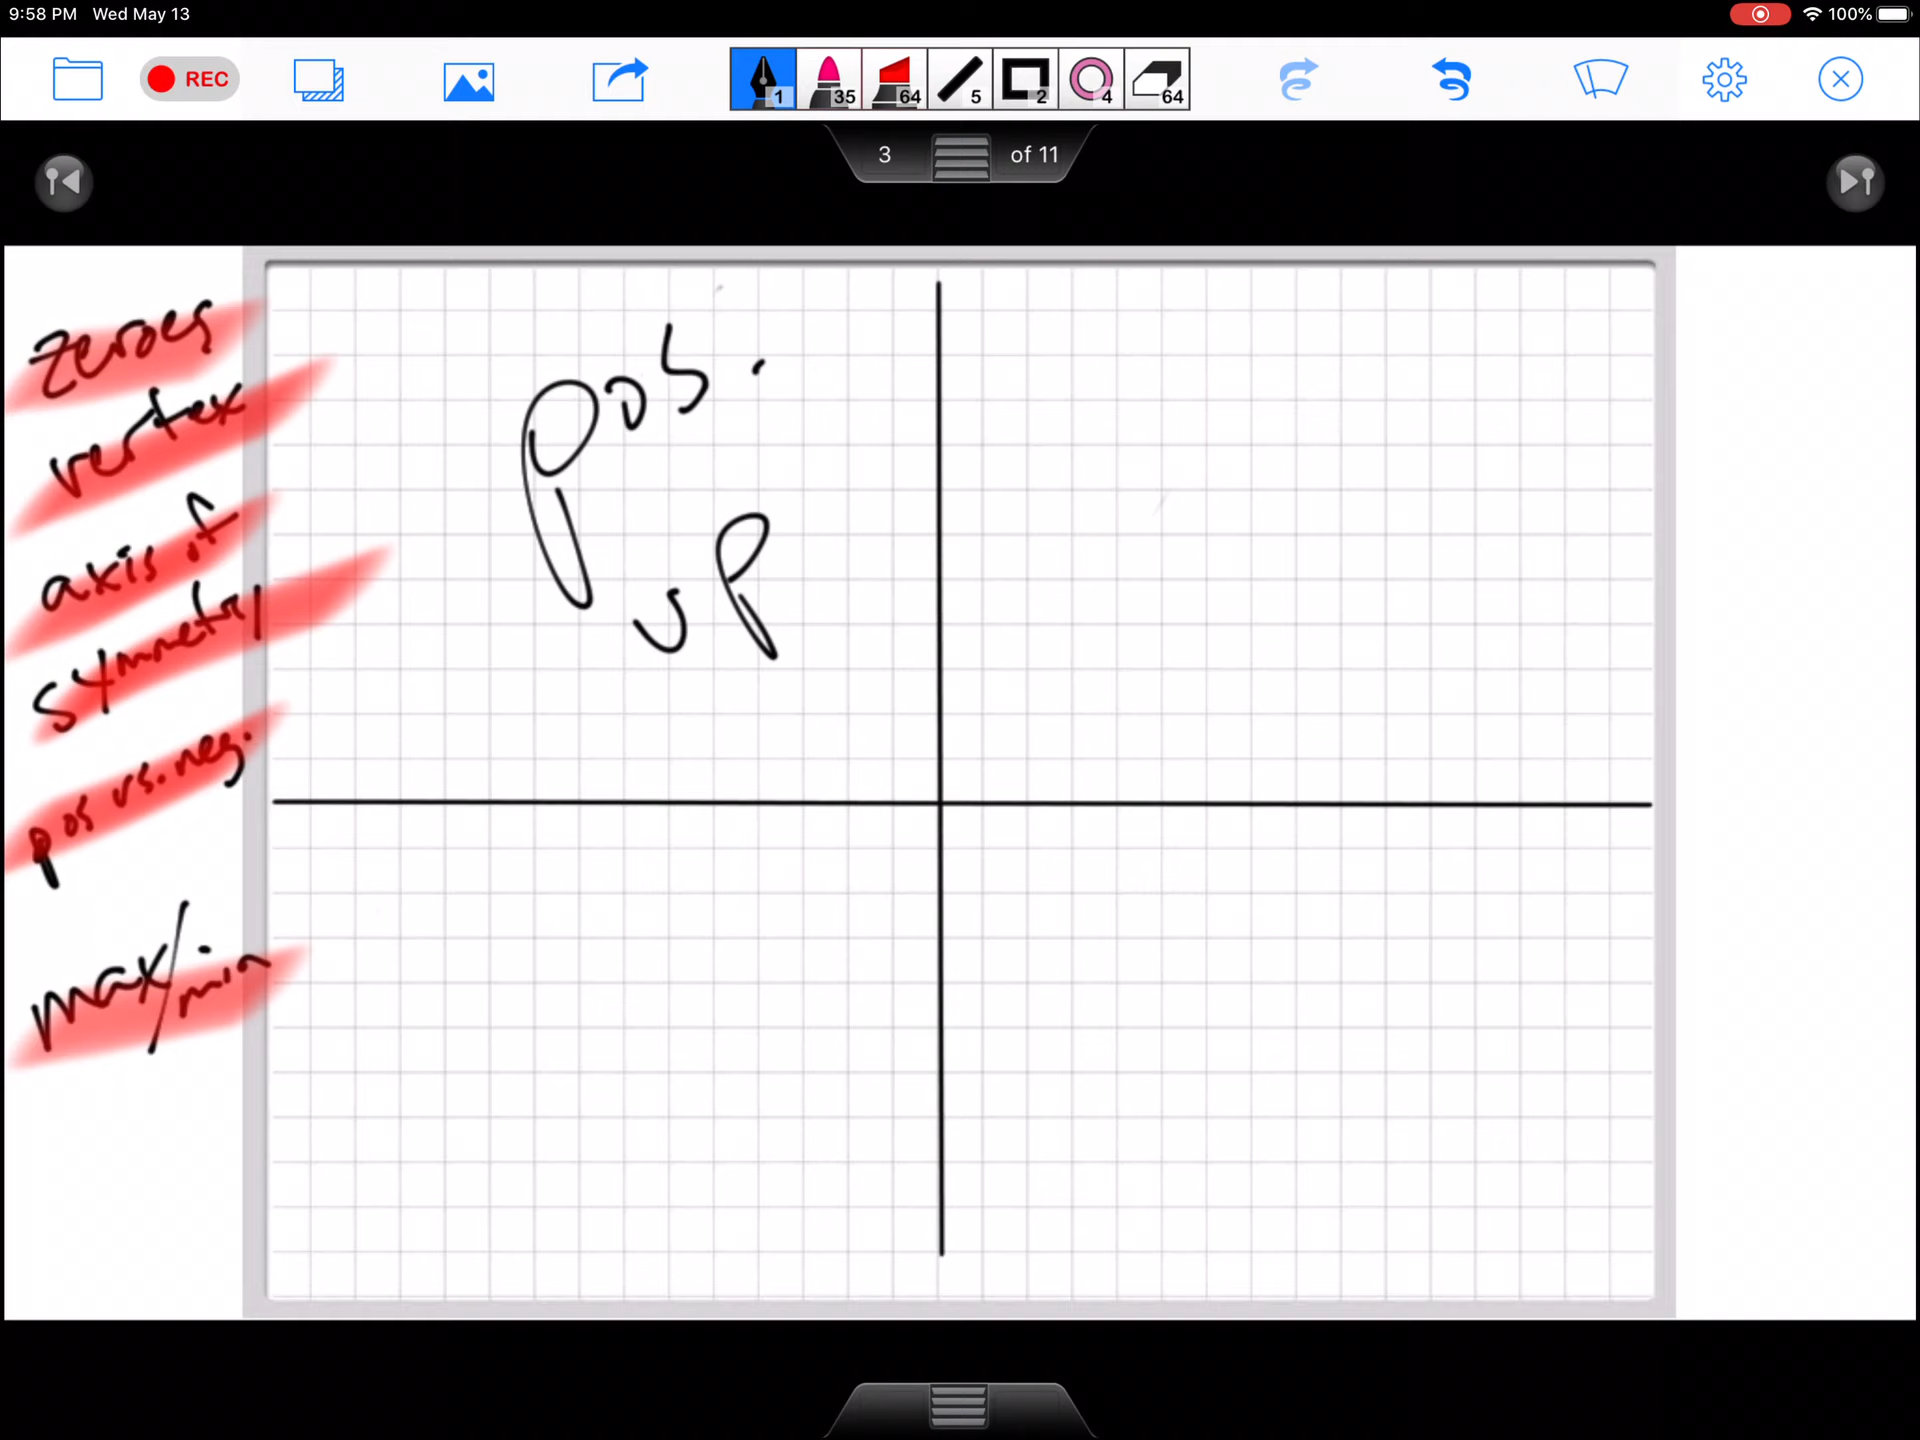 9:58 PM Wed May 13
100%
REC
1 35 64 5 2 4 64
3 of 11
zeroes
vertex
axis of
symmetry
pos vs. neg.
max/min
pos.
up